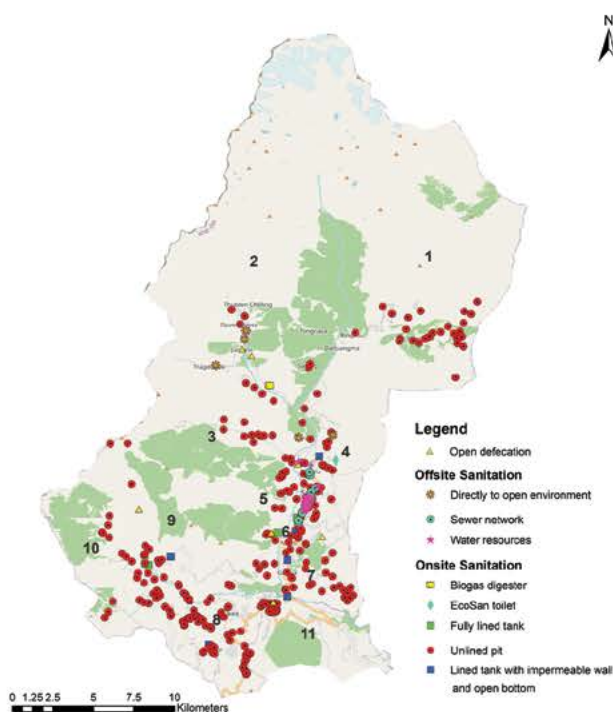 N
2
1
Thudam Chilling
3
4
5
9
10
6
7
8
11
Legend
Open defecation
Offsite Sanitation
Directly to open environment
Sewer network
Water resources
Onsite Sanitation
Biogas digester
EcoSan toilet
Fully lined tank
Unlined pit
Lined tank with impermeable wall
and open bottom
0 1.25 2.5 5 7.5 10
Kilometers